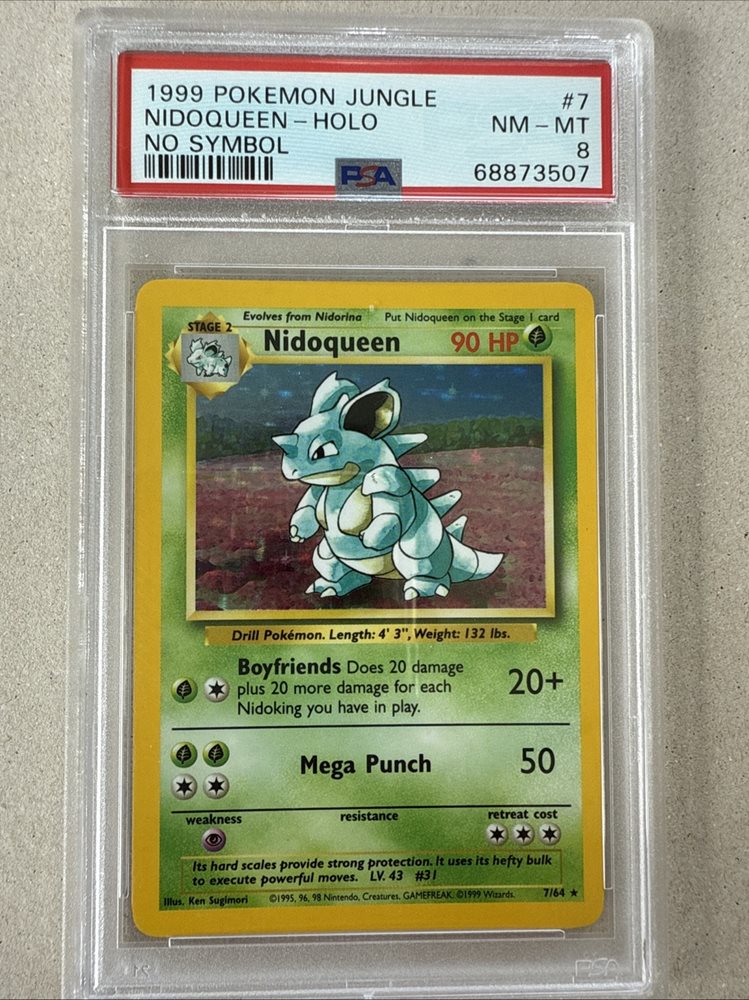 1999 POKEMON JUNGLE #7
NIDOQUEEN-HOLO NM-MT
NO SYMBOL 8
PSA 68873507
Evolves from Nidorina Put Nidoqueen on the Stage 1 card
STAGE 2
Nidoqueen 90 HP
Drill Pokémon. Length: 4' 3", Weight: 132 lbs.
Boyfriends Does 20 damage
plus 20 more damage for each 20+
Nidoking you have in play.
Mega Punch 50
weakness resistance retreat cost
Its hard scales provide strong protection. It uses its hefty bulk
to execute powerful moves. LV. 43 #31
Illus. Ken Sugimori ©1995, 96, 98 Nintendo, Creatures, GAMEFREAK. ©1999 Wizards. 7/64 ★
PSA